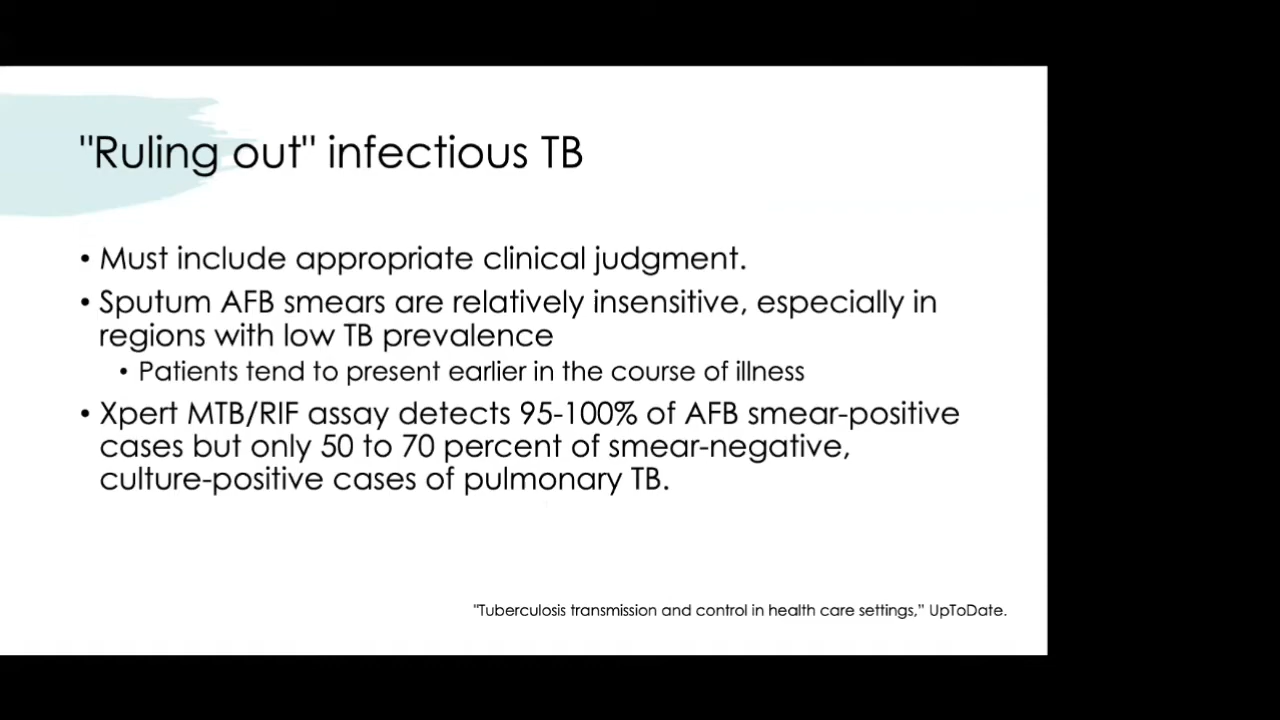 "Ruling out" infectious TB
• Must include appropriate clinical judgment.
• Sputum AFB smears are relatively insensitive, especially in
regions with low TB prevalence
• Patients tend to present earlier in the course of illness
• Xpert MTB/RIF assay detects 95-100% of AFB smear-positive
cases but only 50 to 70 percent of smear-negative,
culture-positive cases of pulmonary TB.
"Tuberculosis transmission and control in health care settings,” UpToDate.